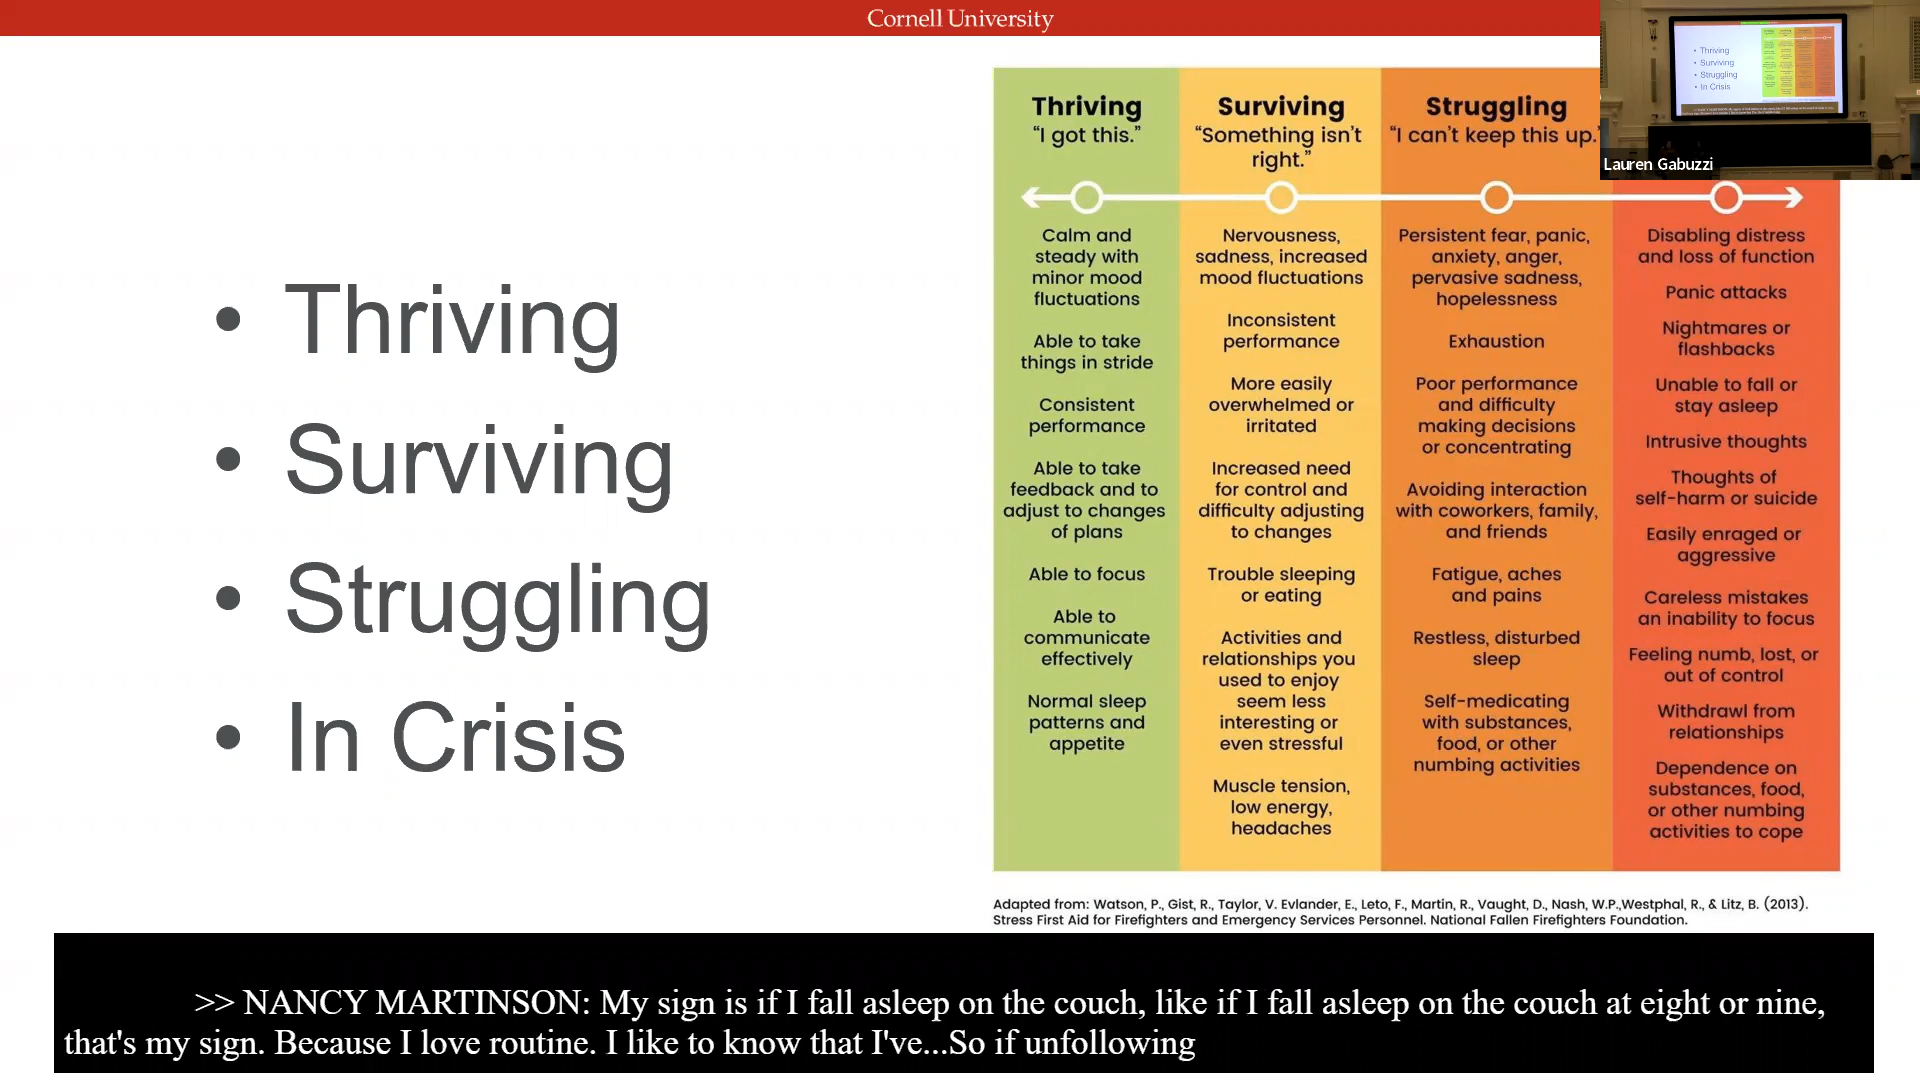 Cornell University
• Thriving
• Surviving
• Struggling
• In Crisis
Thriving
“I got this.”
Calm and
steady with
minor mood
fluctuations
Able to take
things in stride
Consistent
performance
Able to take
feedback and to
adjust to changes
of plans
Able to focus
Able to
communicate
effectively
Normal sleep
patterns and
appetite
Surviving
“Something isn’t
right.”
Nervousness,
sadness, increased
mood fluctuations
Inconsistent
performance
More easily
overwhelmed or
irritated
Increased need
for control and
difficulty adjusting
to changes
Trouble sleeping
or eating
Activities and
relationships you
used to enjoy
seem less
interesting or
even stressful
Muscle tension,
low energy,
headaches
Struggling
“I can’t keep this up.”
Persistent fear, panic,
anxiety, anger,
pervasive sadness,
hopelessness
Exhaustion
Poor performance
and difficulty
making decisions
or concentrating
Avoiding interaction
with coworkers, family,
and friends
Fatigue, aches
and pains
Restless, disturbed
sleep
Self-medicating
with substances,
food, or other
numbing activities
Disabling distress
and loss of function
Panic attacks
Nightmares or
flashbacks
Unable to fall or
stay asleep
Intrusive thoughts
Thoughts of
self-harm or suicide
Easily enraged or
aggressive
Careless mistakes
an inability to focus
Feeling numb, lost, or
out of control
Withdrawl from
relationships
Dependence on
substances, food,
or other numbing
activities to cope
Adapted from: Watson, P., Gist, R., Taylor, V. Evlander, E., Leto, F., Martin, R., Vaught, D., Nash, W.P.,Westphal, R., & Litz, B. (2013).
Stress First Aid for Firefighters and Emergency Services Personnel. National Fallen Firefighters Foundation.
• Thriving
• Surviving
• Struggling
• In Crisis
Lauren Gabuzzi
>> NANCY MARTINSON: My sign is if I fall asleep on the couch, like if I fall asleep on the couch at eight or nine,
that's my sign. Because I love routine. I like to know that I've...So if unfollowing